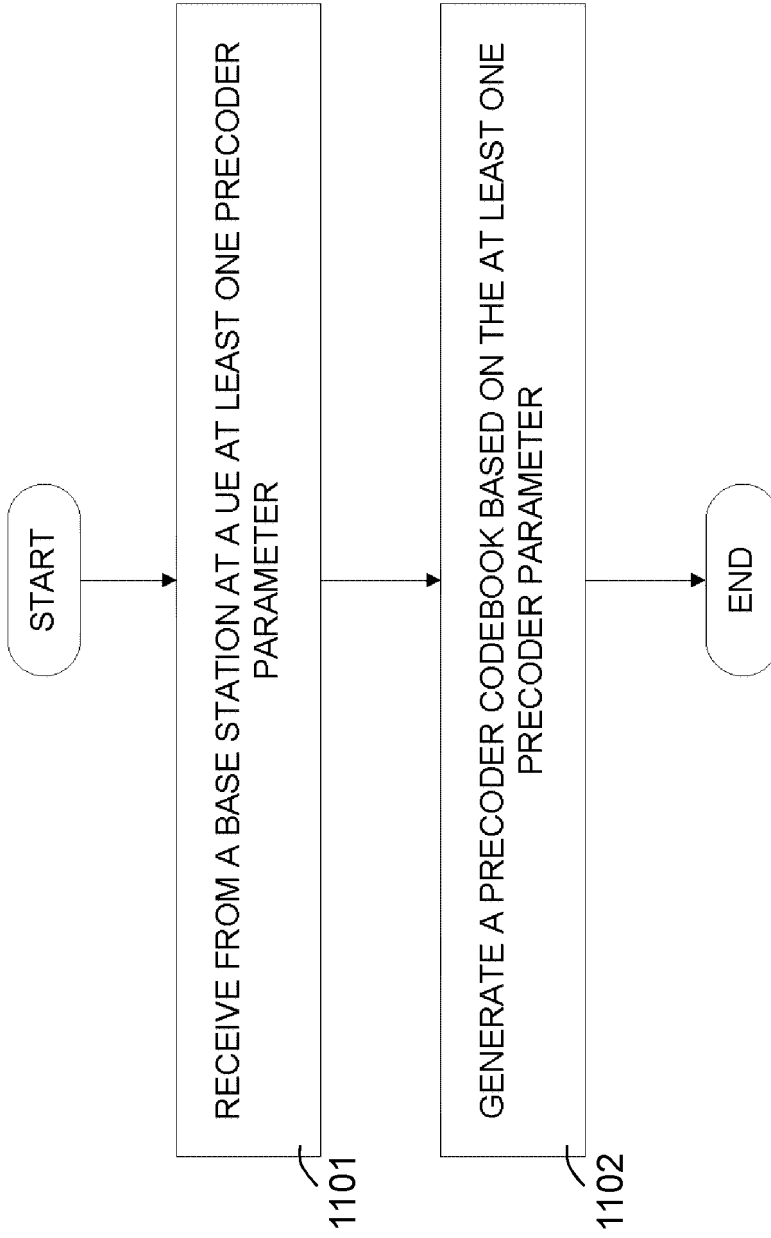 START
RECEIVE FROM A BASE STATION AT A UE AT LEAST ONE PRECODER
PARAMETER
1101
GENERATE A PRECODER CODEBOOK BASED ON THE AT LEAST ONE
PRECODER PARAMETER
1102
END